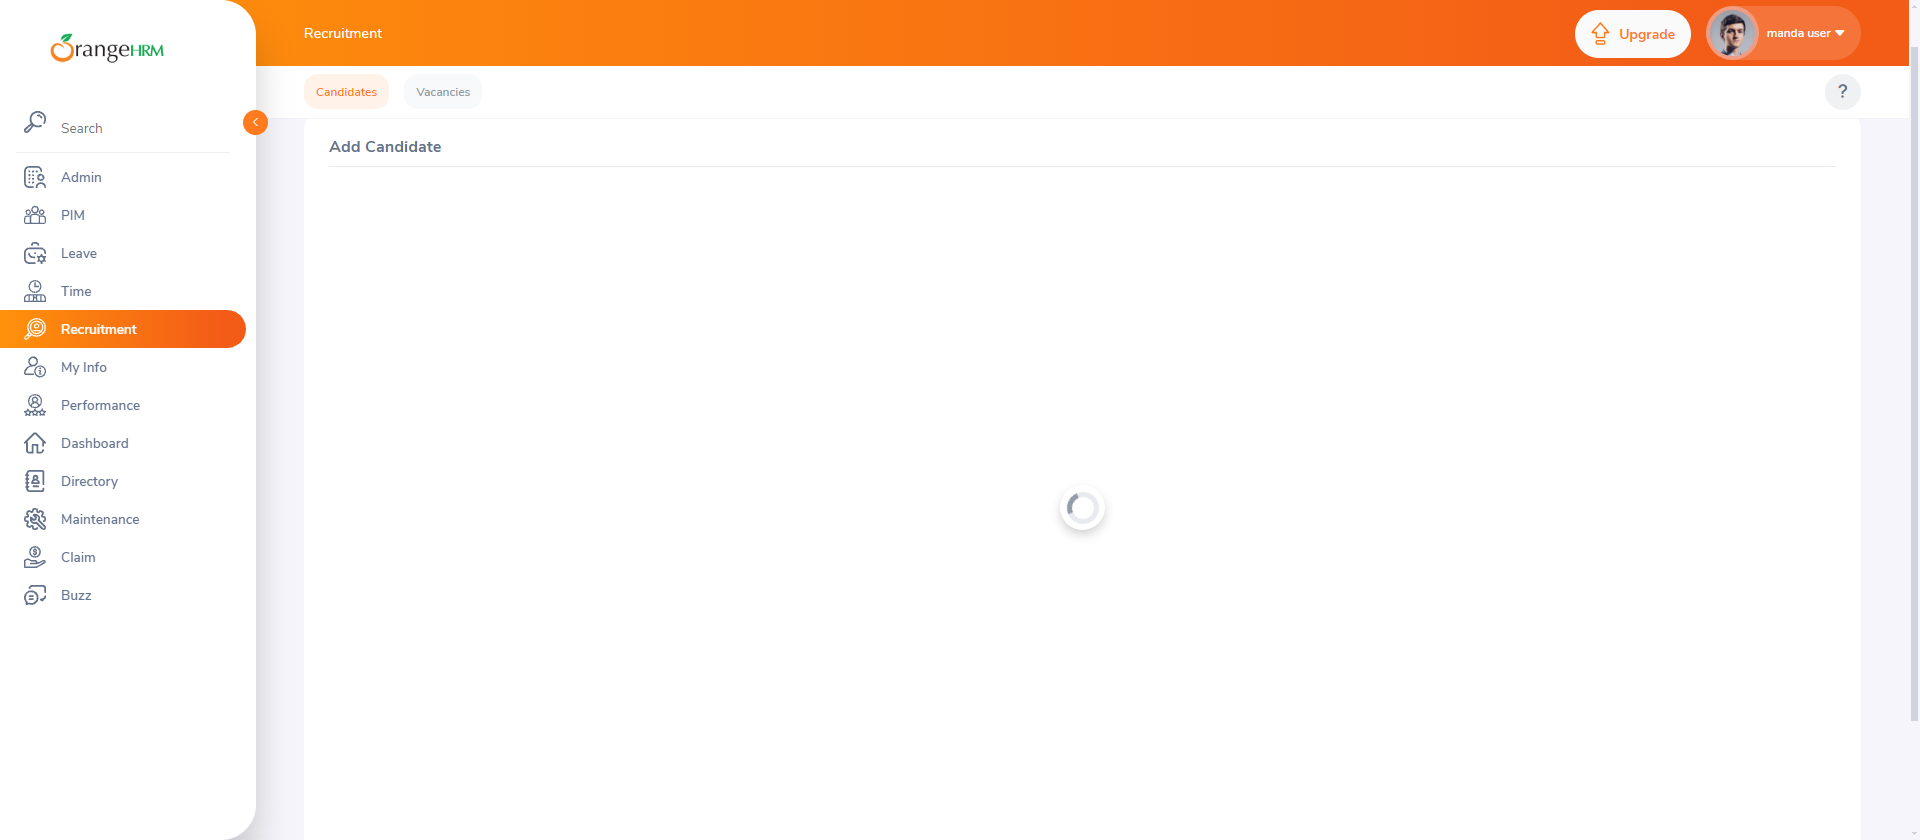 OrangeHRM
Recruitment
Upgrade
manda user
Candidates
Vacancies
?
Search
Add Candidate
Admin
PIM
Leave
Time
Recruitment
My Info
Performance
Dashboard
Directory
Maintenance
Claim
Buzz